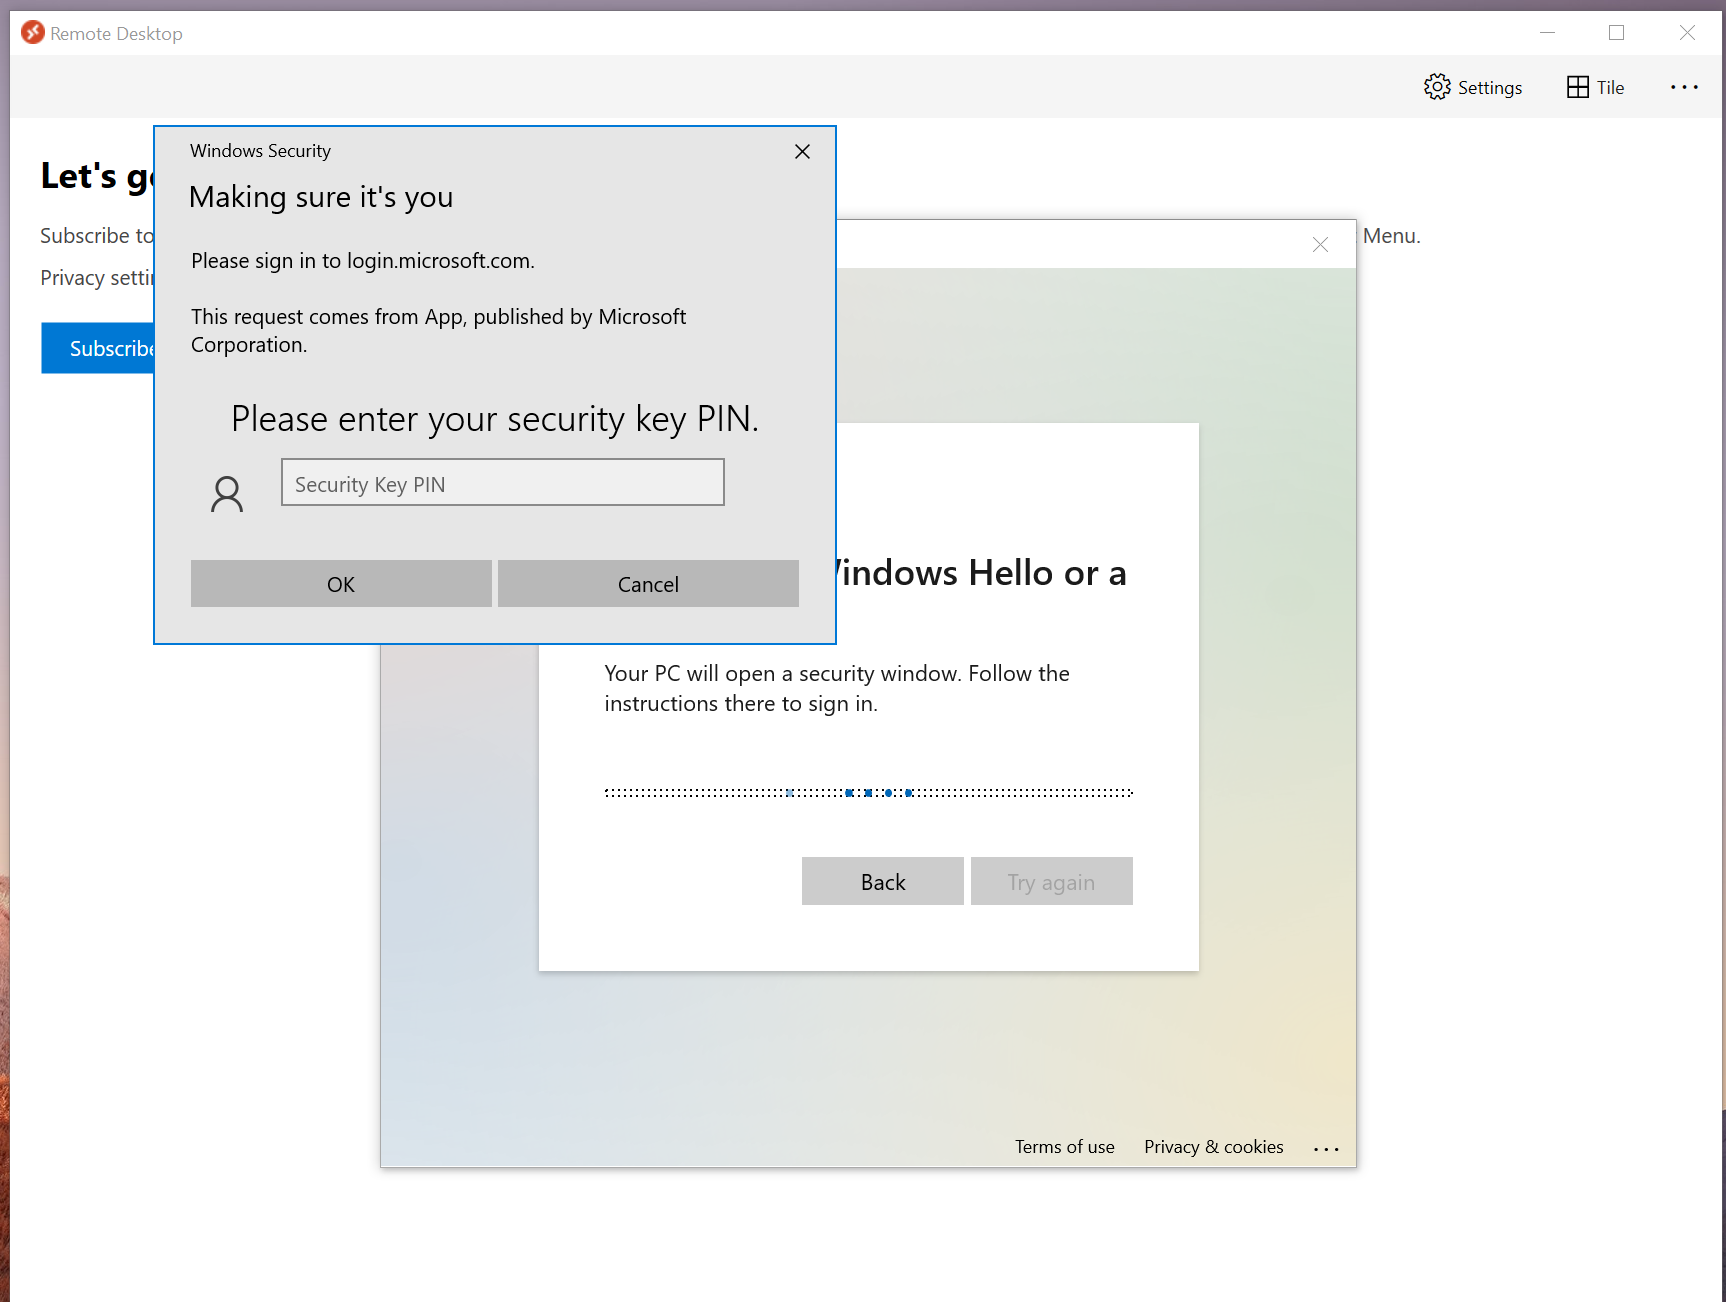 Remote Desktop
Settings
Tile
Let's g
Windows Security
Making sure it's you
Subscribe to
Menu.
Please sign in to login.microsoft.com.
Privacy setti
This request comes from App, published by Microsoft
Corporation.
Subscribe
Please enter your security key PIN.
Security Key PIN
OK
Cancel
indows Hello or a
Your PC will open a security window. Follow the
instructions there to sign in.
Back
Try again
Terms of use
Privacy & cookies